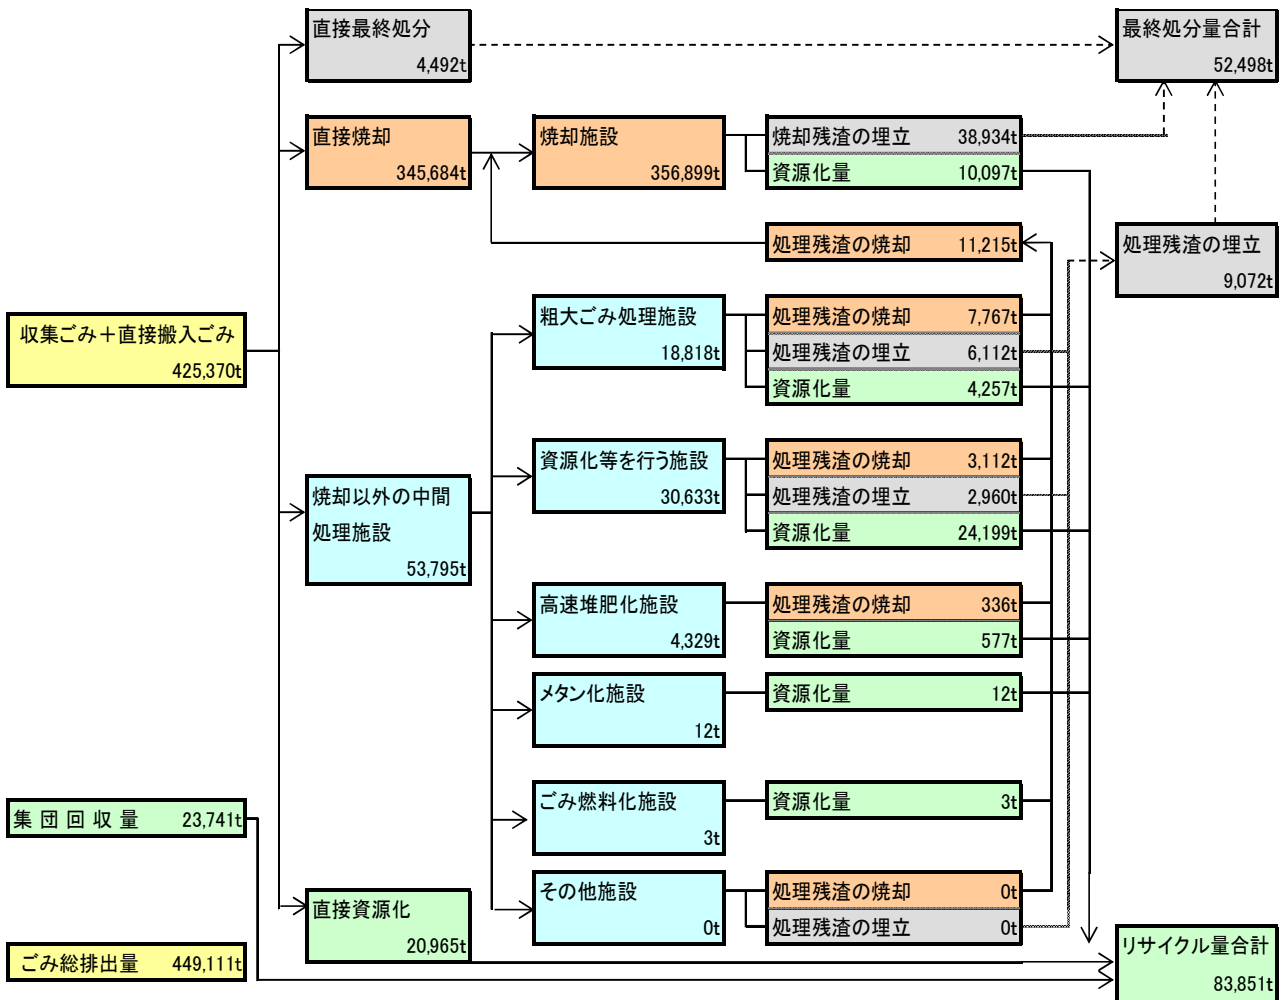 直接最終処分
4,492t
最終処分量合計
52,498t
直接焼却
345,684t
焼却施設
356,899t
焼却残渣の埋立 38,934t
資源化量 10,097t
処理残渣の焼却 11,215t
処理残渣の埋立
9,072t
収集ごみ＋直接搬入ごみ
425,370t
粗大ごみ処理施設
18,818t
処理残渣の焼却 7,767t
処理残渣の埋立 6,112t
資源化量 4,257t
焼却以外の中間
処理施設
53,795t
資源化等を行う施設
30,633t
処理残渣の焼却 3,112t
処理残渣の埋立 2,960t
資源化量 24,199t
高速堆肥化施設
4,329t
処理残渣の焼却 336t
資源化量 577t
メタン化施設
12t
資源化量 12t
ごみ燃料化施設
3t
資源化量 3t
集団回収量 23,741t
その他施設
0t
処理残渣の焼却 0t
処理残渣の埋立 0t
直接資源化
20,965t
ごみ総排出量 449,111t
リサイクル量合計
83,851t